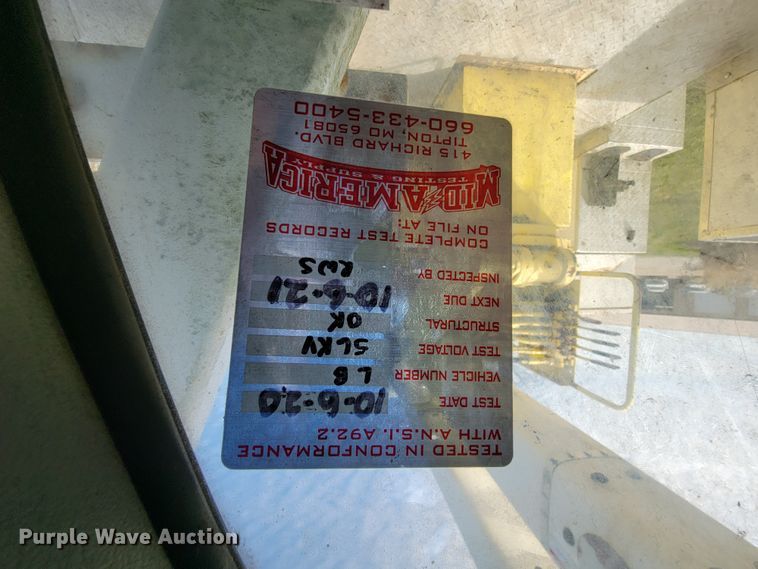 TESTED IN CONFORMANCE
WITH A.N.S.I. A92.2
TEST DATE 10-6-20
VEHICLE NUMBER
TEST VOLTAGE
STRUCTURAL OK
NEXT DUE 10-6-21
INSPECTED BY RWS
COMPLETE TEST RECORDS
ON FILE AT:
MID AMERICA
TESTING & SUPPLY
415 RICHARD BLVD.
TIPTON, MO 65081
660-433-5400
Purple Wave Auction